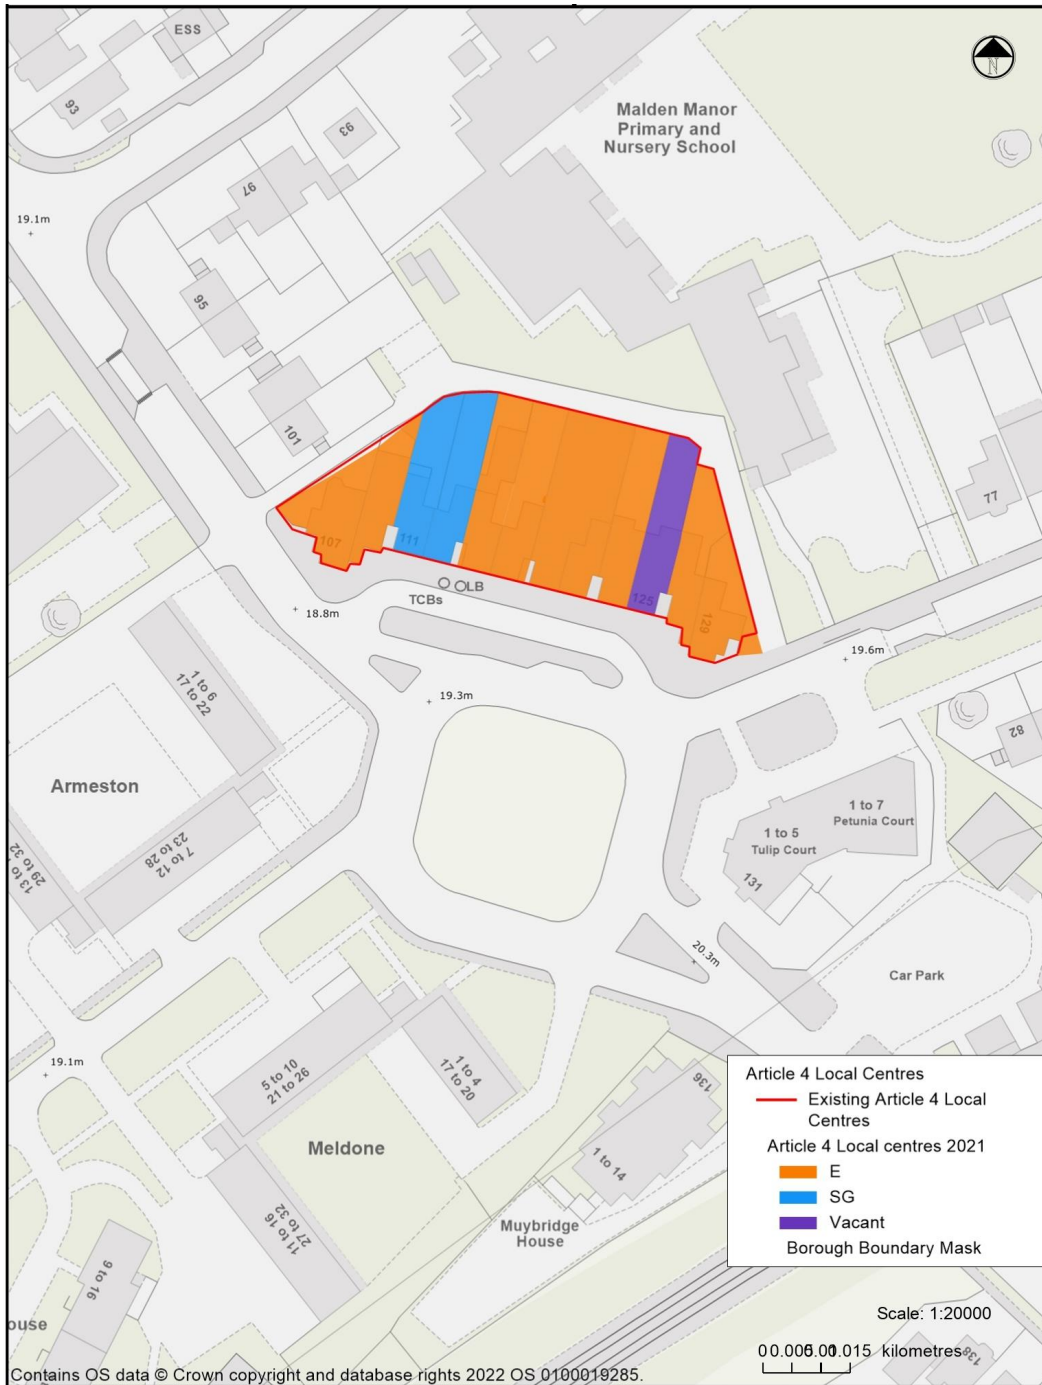 ESS
93
N
93
Malden Manor
Primary and
Nursery School
97
19.1m
95
101
77
107
111
LB
TCBs
125
129
18.8m
19.6m
19.3m
1 to 6
17 to 22
82
Armeston
1 to 7
Petunia Court
1 to 5
Tulip Court
131
7 to 12
23 to 28
29 to 32
20.3m
Car Park
19.1m
5 to 10
21 to 26
1 to 4
17 to 20
136
Meldone
1 to 14
11 to 16
27 to 32
Muybridge
House
9 to 16
ouse
Article 4 Local Centres
Existing Article 4 Local
Centres
Article 4 Local centres 2021
E
SG
Vacant
Borough Boundary Mask
Scale: 1:20000
kilometres
138
Contains OS data © Crown copyright and database rights 2022 OS 0100019285.